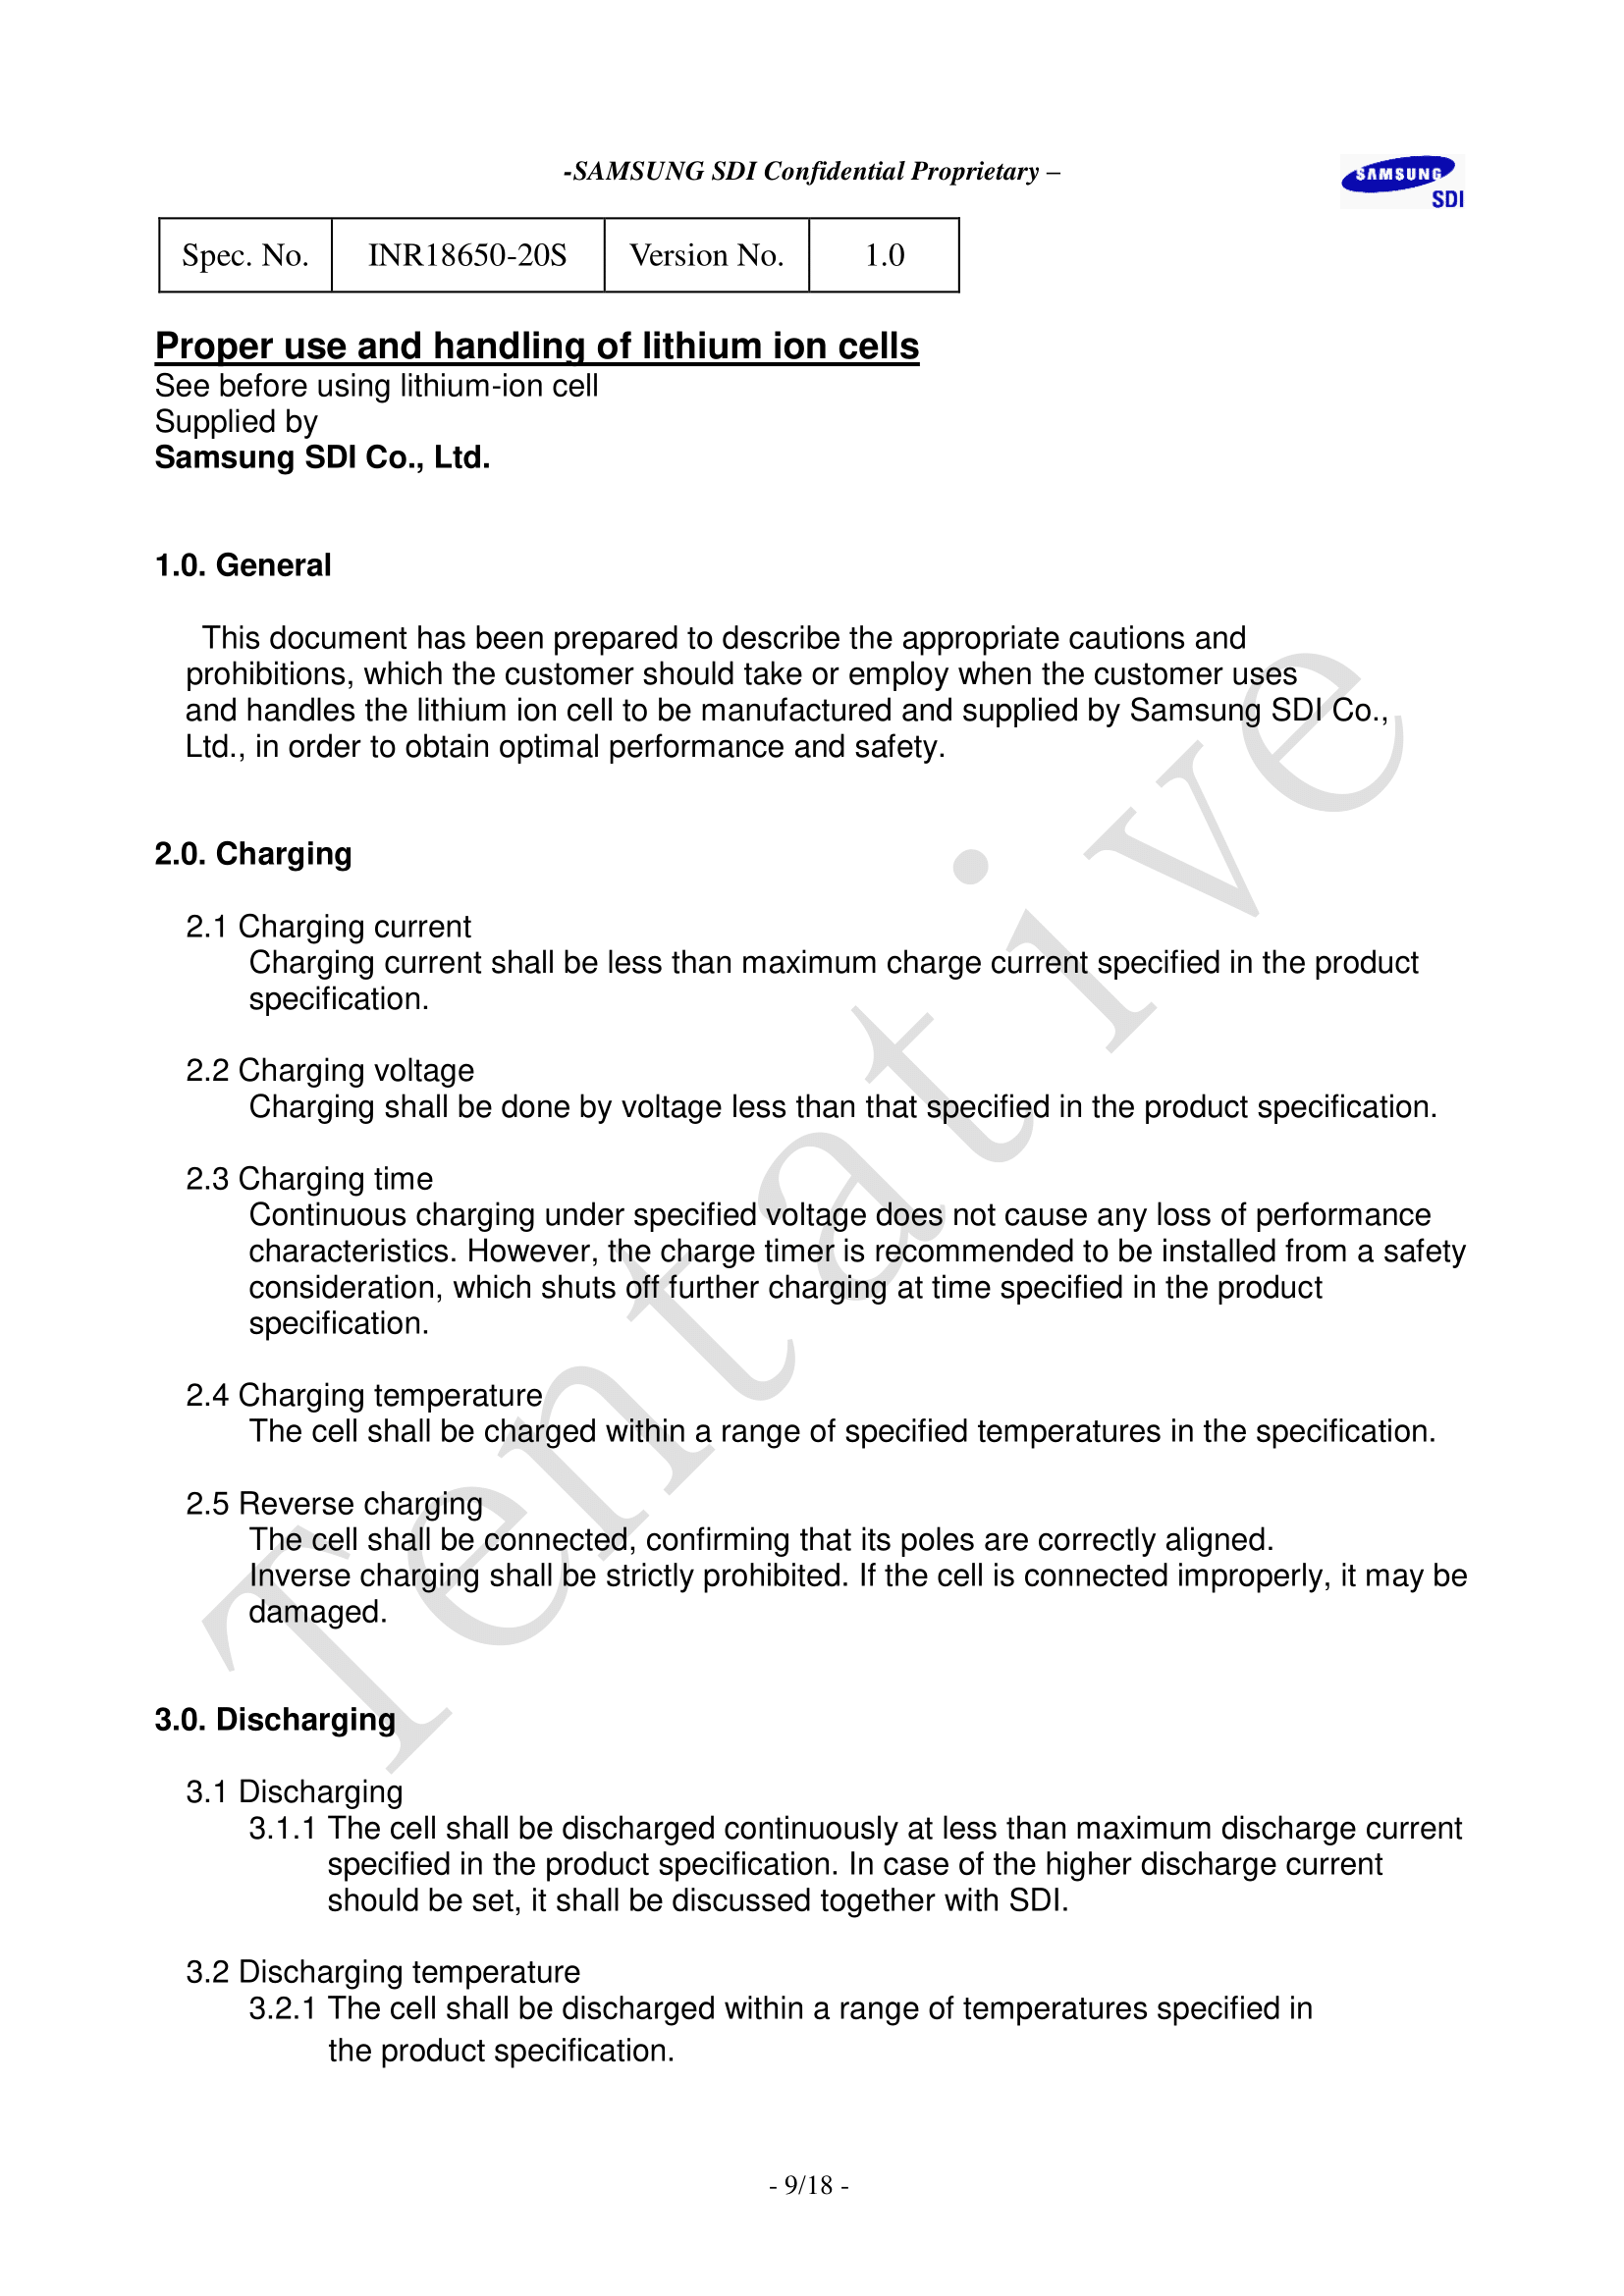 -SAMSUNG SDI Confidential Proprietary –
SAMSUNG
SDI
Spec. No. INR18650-20S Version No. 1.0
Proper use and handling of lithium ion cells
See before using lithium-ion cell
Supplied by
Samsung SDI Co., Ltd.
1.0. General
This document has been prepared to describe the appropriate cautions and
prohibitions, which the customer should take or employ when the customer uses
and handles the lithium ion cell to be manufactured and supplied by Samsung SDI Co.,
Ltd., in order to obtain optimal performance and safety.
2.0. Charging
2.1 Charging current
Charging current shall be less than maximum charge current specified in the product
specification.
2.2 Charging voltage
Charging shall be done by voltage less than that specified in the product specification.
2.3 Charging time
Continuous charging under specified voltage does not cause any loss of performance
characteristics. However, the charge timer is recommended to be installed from a safety
consideration, which shuts off further charging at time specified in the product
specification.
2.4 Charging temperature
The cell shall be charged within a range of specified temperatures in the specification.
2.5 Reverse charging
The cell shall be connected, confirming that its poles are correctly aligned.
Inverse charging shall be strictly prohibited. If the cell is connected improperly, it may be
damaged.
3.0. Discharging
3.1 Discharging
3.1.1 The cell shall be discharged continuously at less than maximum discharge current
specified in the product specification. In case of the higher discharge current
should be set, it shall be discussed together with SDI.
3.2 Discharging temperature
3.2.1 The cell shall be discharged within a range of temperatures specified in
the product specification.
Tentative
- 9/18 -